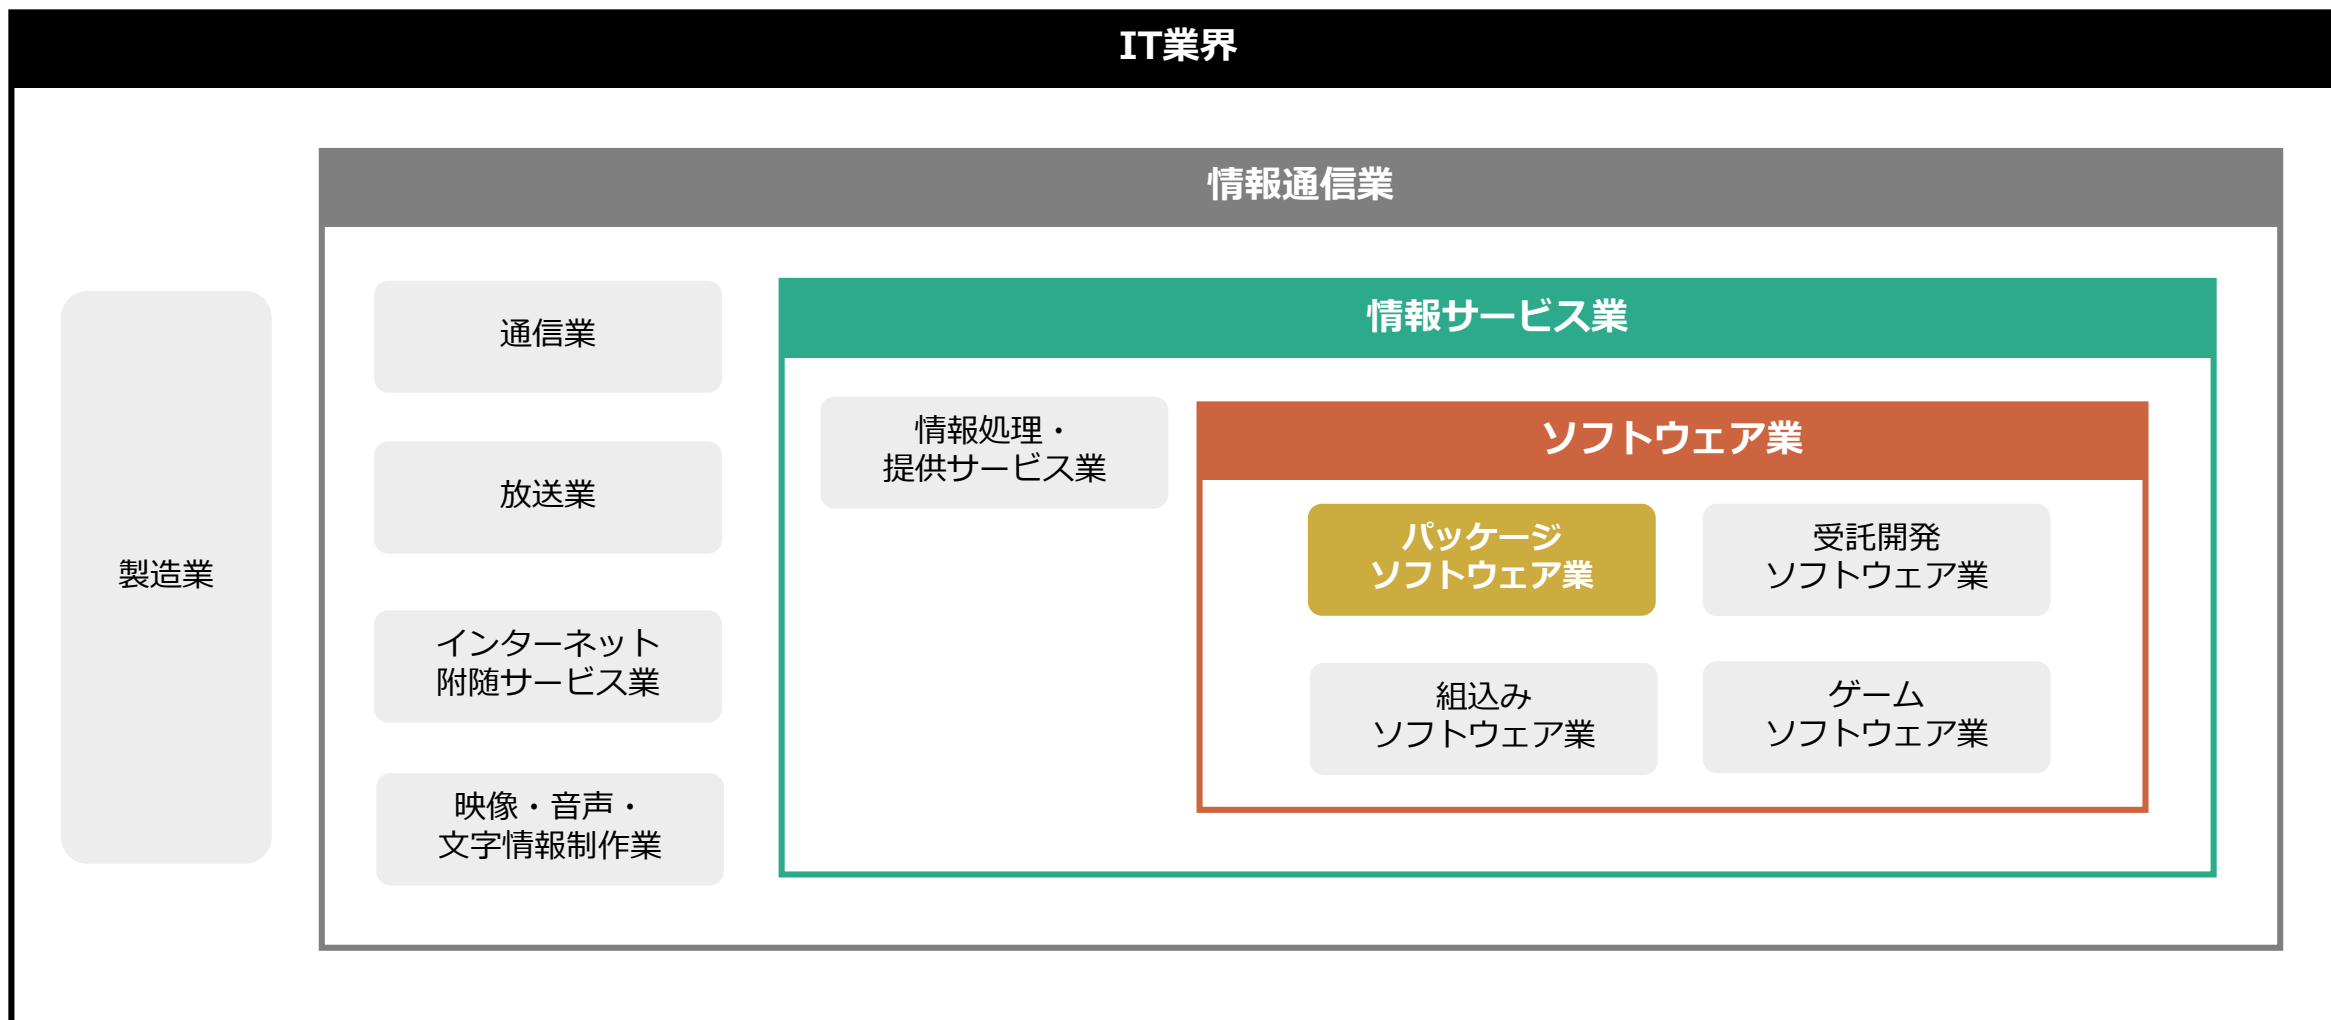 IT業界
情報通信業
製造業
通信業
放送業
インターネット
附随サービス業
映像・音声・
文字情報制作業
情報サービス業
情報処理・
提供サービス業
ソフトウェア業
パッケージ
ソフトウェア業
受託開発
ソフトウェア業
組込み
ソフトウェア業
ゲーム
ソフトウェア業